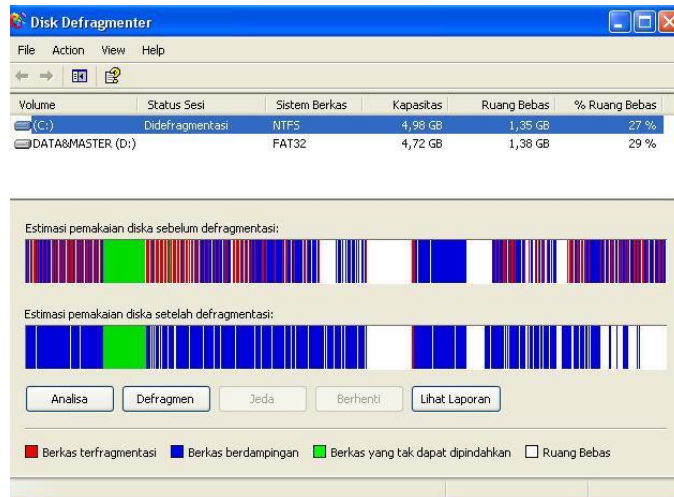 Disk Defragmenter
File Action View Help
Volume Status Sesi Sistem Berkas Kapasitas Ruang Bebas % Ruang Bebas
(C:) Didefragmentasi NTFS 4,98 GB 1,35 GB 27 %
DATA&MASTER (D:) FAT32 4,72 GB 1,38 GB 29 %
Estimasi pemakaian diska sebelum defragmentasi:
Estimasi pemakaian diska setelah defragmentasi:
Analisa Defragmen Jeda Berhenti Lihat Laporan
Berkas terfragmentasi Berkas berdampingan Berkas yang tak dapat dipindahkan Ruang Bebas